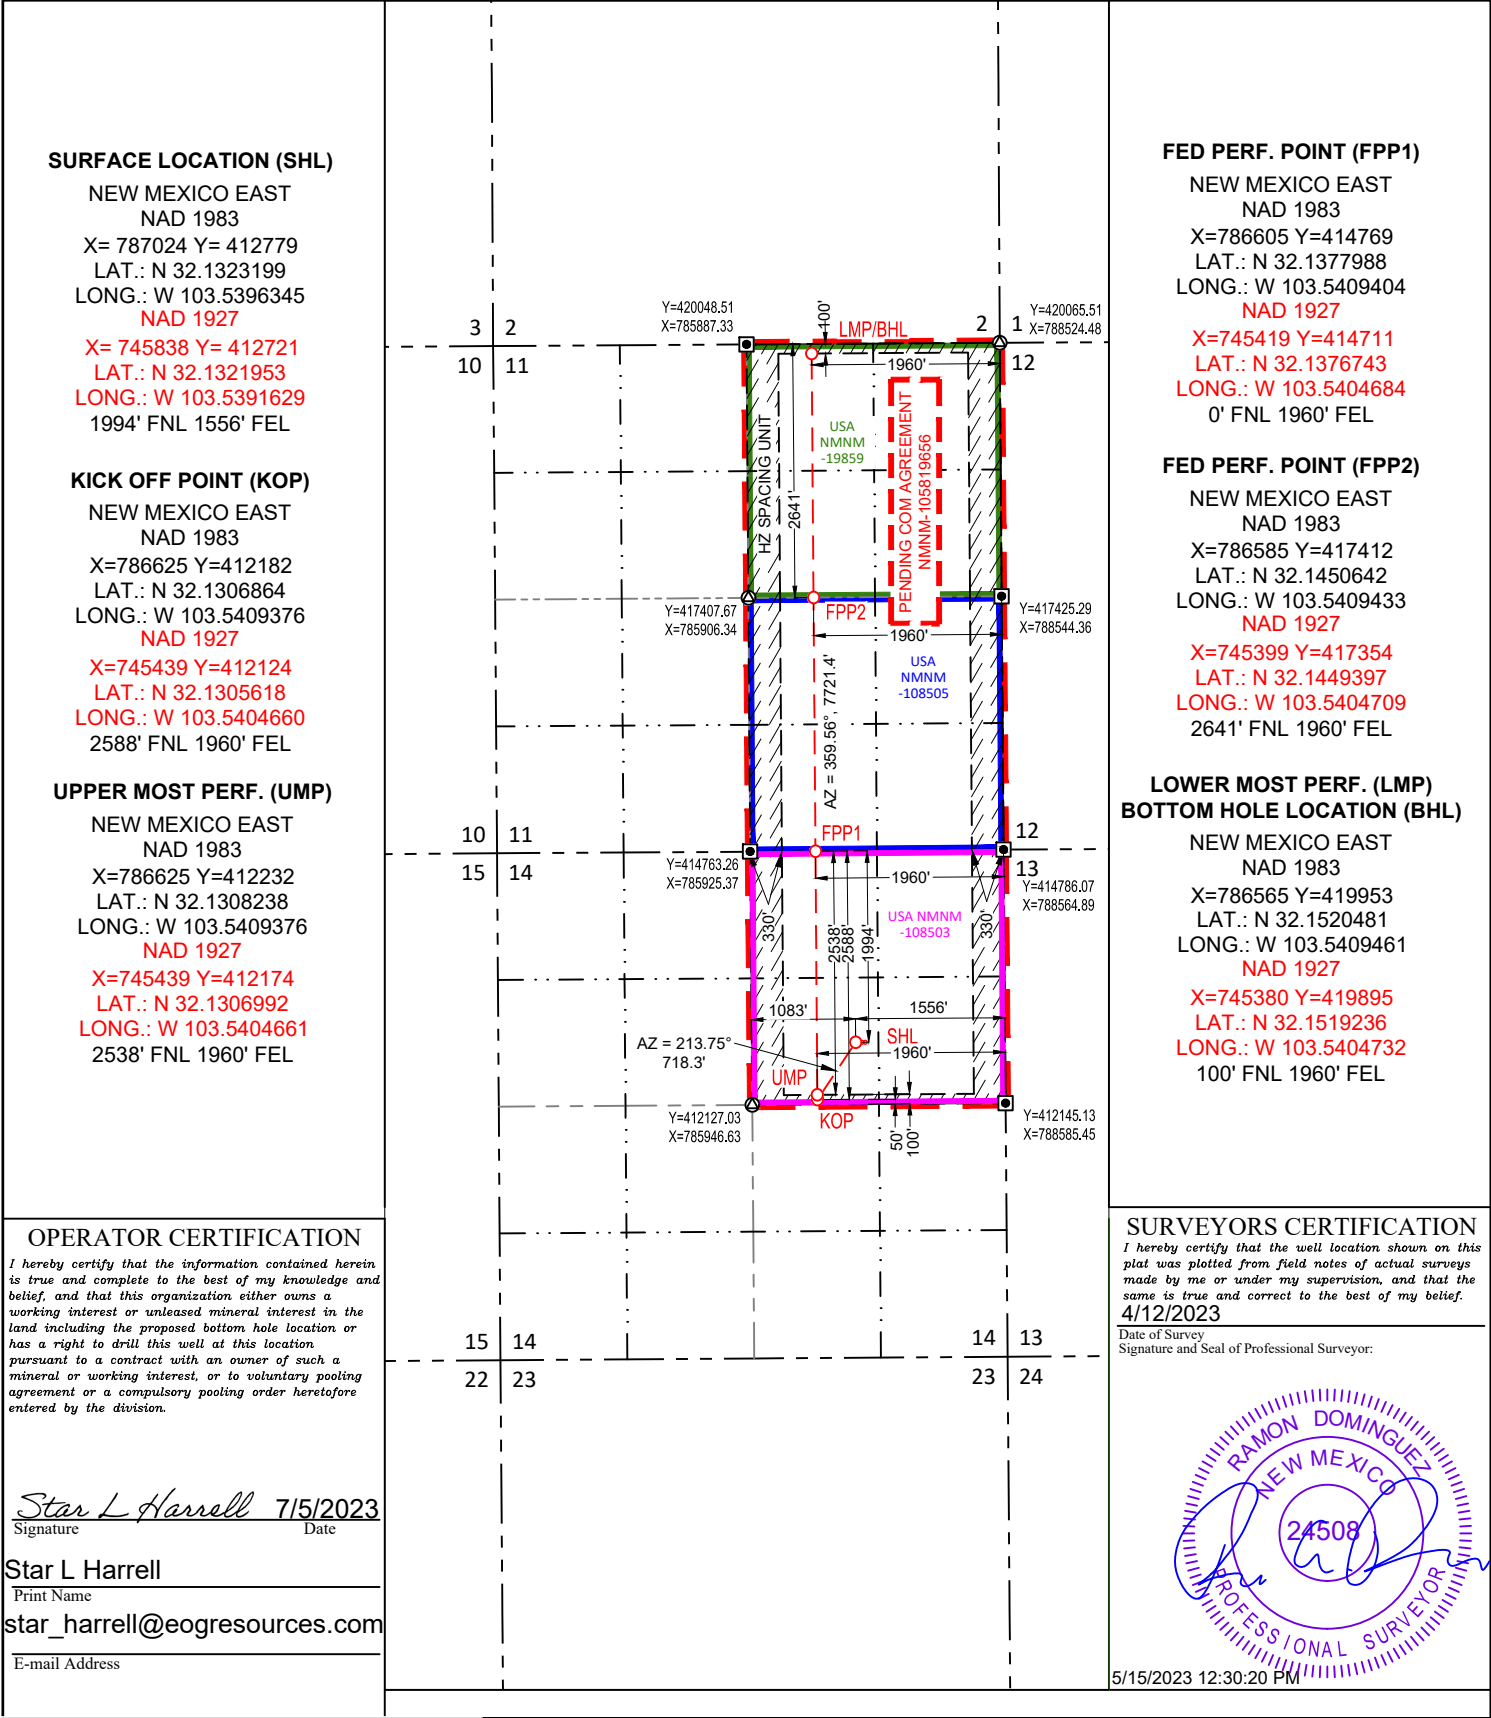 SURFACE LOCATION (SHL)
NEW MEXICO EAST
NAD 1983
X= 787024 Y= 412779
LAT.: N 32.1323199
LONG.: W 103.5396345
NAD 1927
X= 745838 Y= 412721
LAT.: N 32.1321953
LONG.: W 103.5391629
1994' FNL 1556' FEL
KICK OFF POINT (KOP)
NEW MEXICO EAST
NAD 1983
X=786625 Y=412182
LAT.: N 32.1306864
LONG.: W 103.5409376
NAD 1927
X=745439 Y=412124
LAT.: N 32.1305618
LONG.: W 103.5404660
2588' FNL 1960' FEL
UPPER MOST PERF. (UMP)
NEW MEXICO EAST
NAD 1983
X=786625 Y=412232
LAT.: N 32.1308238
LONG.: W 103.5409376
NAD 1927
X=745439 Y=412174
LAT.: N 32.1306992
LONG.: W 103.5404661
2538' FNL 1960' FEL
Y=420048.51
X=785887.33
100'
LMP/BHL
Y=420065.51
X=788524.48
3 2
2 1
10 11
12
1960'
USA
NMNM
-19859
HZ SPACING UNIT
2641'
PENDING COM AGREEMENT
NMNM-105819656
Y=417407.67
X=785906.34
FPP2
Y=417425.29
X=788544.36
1960'
USA
NMNM
-108505
AZ = 359.56°, 7721.4'
FPP1
10 11
12
15 14
13
Y=414763.26
X=785925.37
1960'
Y=414786.07
X=788564.89
USA NMNM
-108503
330'
2538'
2588'
1994'
330'
1083'
1556'
AZ = 213.75°
718.3'
SHL
1960'
UMP
KOP
Y=412127.03
X=785946.63
50'
100'
Y=412145.13
X=788585.45
15 14
14 13
22 23
23 24
FED PERF. POINT (FPP1)
NEW MEXICO EAST
NAD 1983
X=786605 Y=414769
LAT.: N 32.1377988
LONG.: W 103.5409404
NAD 1927
X=745419 Y=414711
LAT.: N 32.1376743
LONG.: W 103.5404684
0' FNL 1960' FEL
FED PERF. POINT (FPP2)
NEW MEXICO EAST
NAD 1983
X=786585 Y=417412
LAT.: N 32.1450642
LONG.: W 103.5409433
NAD 1927
X=745399 Y=417354
LAT.: N 32.1449397
LONG.: W 103.5404709
2641' FNL 1960' FEL
LOWER MOST PERF. (LMP)
BOTTOM HOLE LOCATION (BHL)
NEW MEXICO EAST
NAD 1983
X=786565 Y=419953
LAT.: N 32.1520481
LONG.: W 103.5409461
NAD 1927
X=745380 Y=419895
LAT.: N 32.1519236
LONG.: W 103.5404732
100' FNL 1960' FEL
OPERATOR CERTIFICATION
I hereby certify that the information contained herein
is true and complete to the best of my knowledge and
belief, and that this organization either owns a
working interest or unleased mineral interest in the
land including the proposed bottom hole location or
has a right to drill this well at this location
pursuant to a contract with an owner of such a
mineral or working interest, or to voluntary pooling
agreement or a compulsory pooling order heretofore
entered by the division.
Star L Harrell 7/5/2023
Signature Date
Star L Harrell
Print Name
star_harrell@eogresources.com
E-mail Address
SURVEYORS CERTIFICATION
I hereby certify that the well location shown on this
plat was plotted from field notes of actual surveys
made by me or under my supervision, and that the
same is true and correct to the best of my belief.
4/12/2023
Date of Survey
Signature and Seal of Professional Surveyor:
RAMON DOMINGUEZ
NEW MEXICO
24508
PROFESSIONAL SURVEYOR
5/15/2023 12:30:20 PM